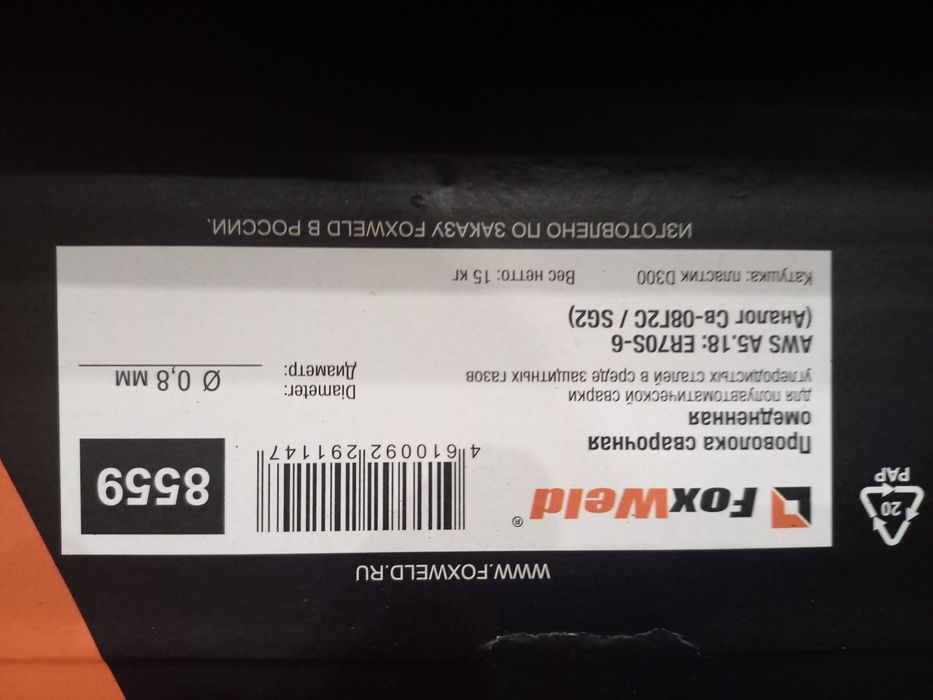 WWW.FOXWELD.RU
FoxWeld®
Проволока сварочная
омедненная
для полуавтоматической сварки
углеродистых сталей в среде защитных газов
AWS A5.18: ER70S-6
(Аналог Св-08Г2С / SG2)
Катушка: пластик D300 Вес нетто: 15 кг
4 610092 291147
8559
Diameter:
Диаметр:
Ø 0,8 мм
ИЗГОТОВЛЕНО ПО ЗАКАЗУ FOXWELD В РОССИИ.
20
PAP